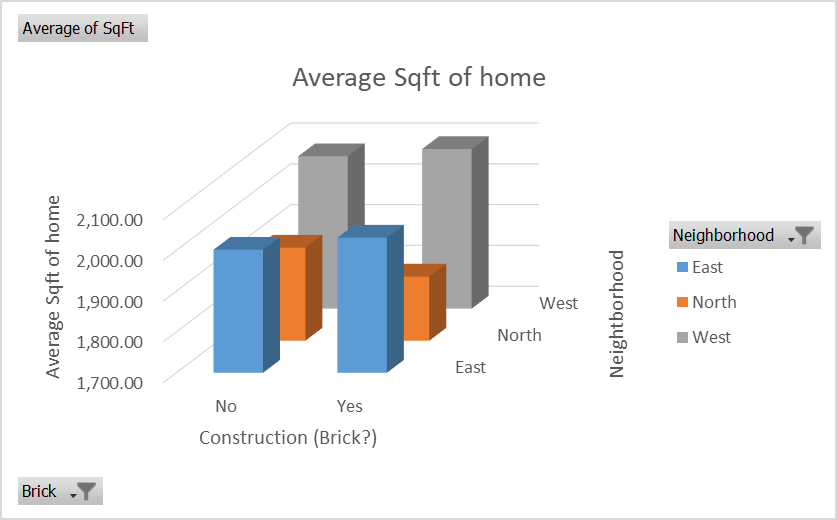 Average of SqFt
Average Sqft of home
Average Sqft of home
2,100.00
2,000.00
1,900.00
1,800.00
1,700.00
No
Yes
Construction (Brick?)
West
North
East
Neightborhood
Neighborhood
East
North
West
Brick